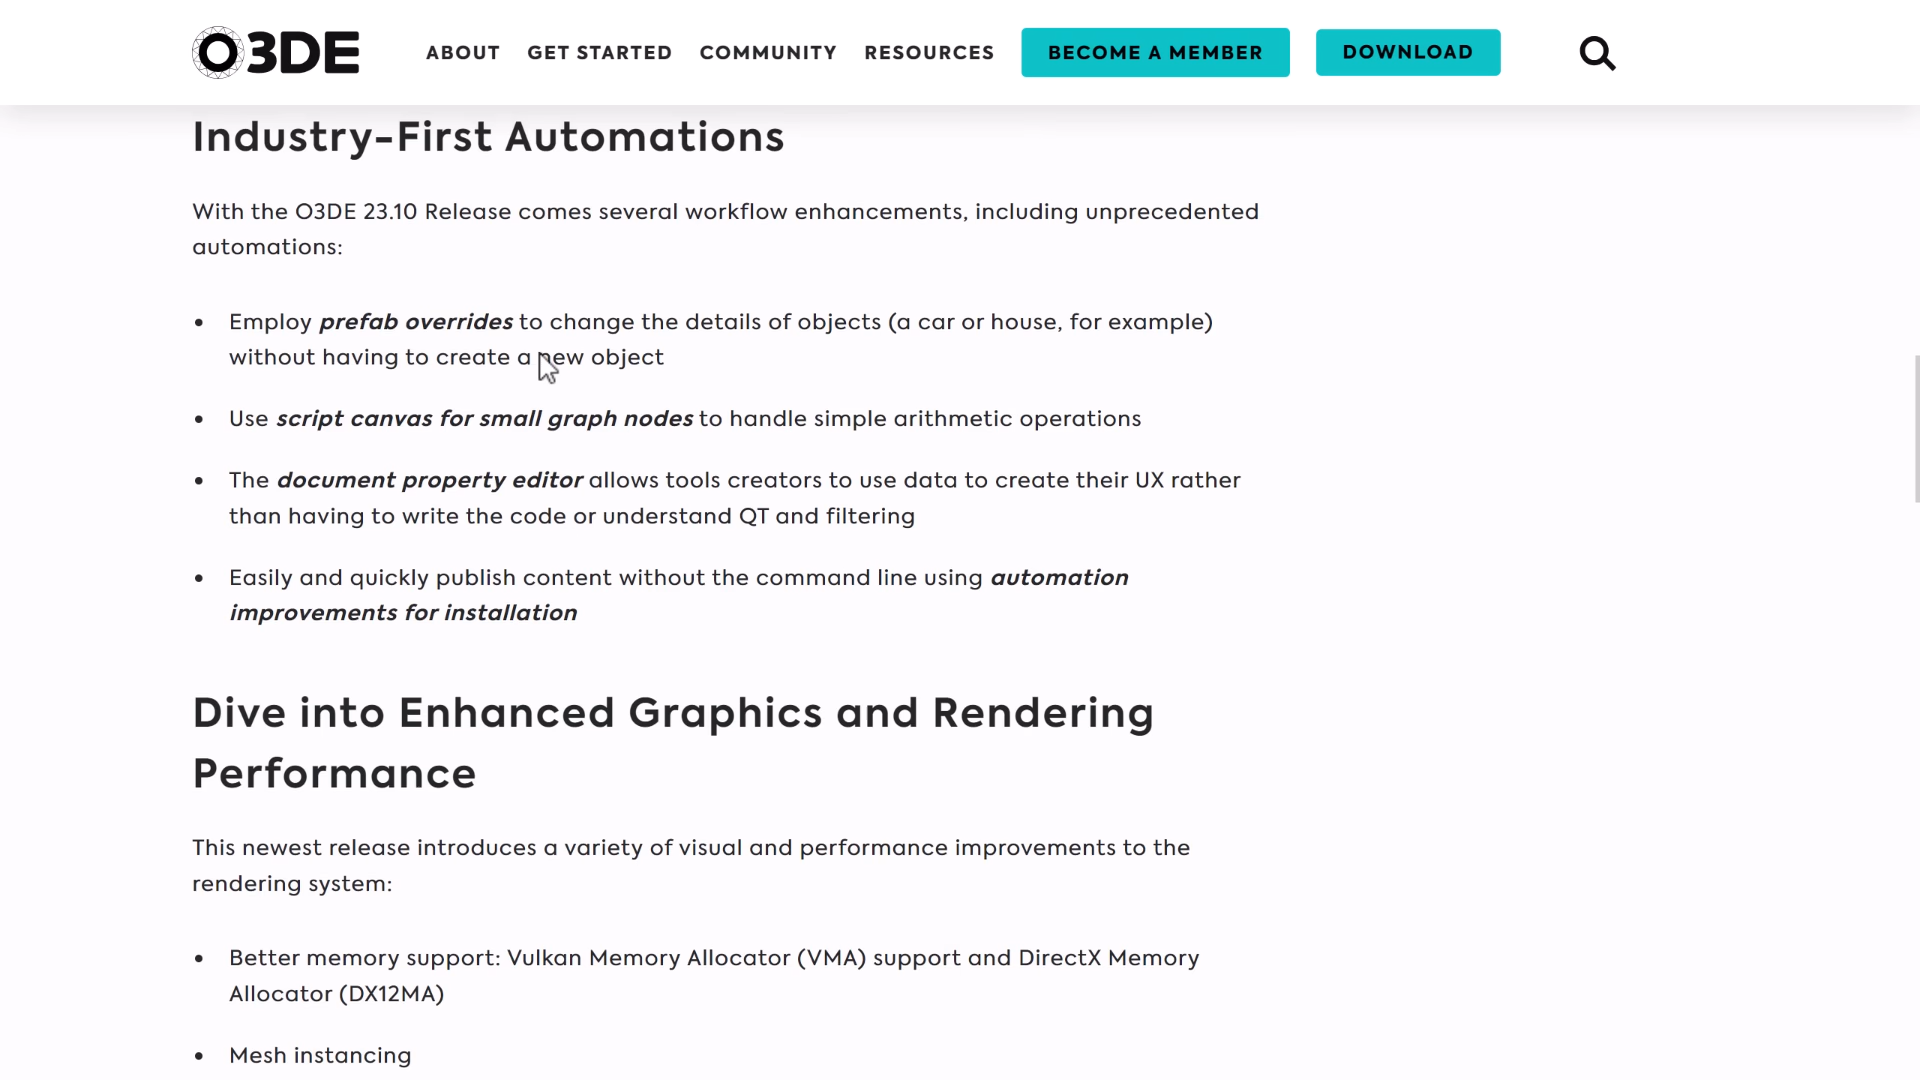 O3DE
ABOUT GET STARTED COMMUNITY RESOURCES BECOME A MEMBER DOWNLOAD
Industry-First Automations
With the O3DE 23.10 Release comes several workflow enhancements, including unprecedented
automations:
• Employ prefab overrides to change the details of objects (a car or house, for example)
without having to create a new object
• Use script canvas for small graph nodes to handle simple arithmetic operations
• The document property editor allows tools creators to use data to create their UX rather
than having to write the code or understand QT and filtering
• Easily and quickly publish content without the command line using automation
improvements for installation
Dive into Enhanced Graphics and Rendering
Performance
This newest release introduces a variety of visual and performance improvements to the
rendering system:
• Better memory support: Vulkan Memory Allocator (VMA) support and DirectX Memory
Allocator (DX12MA)
• Mesh instancing